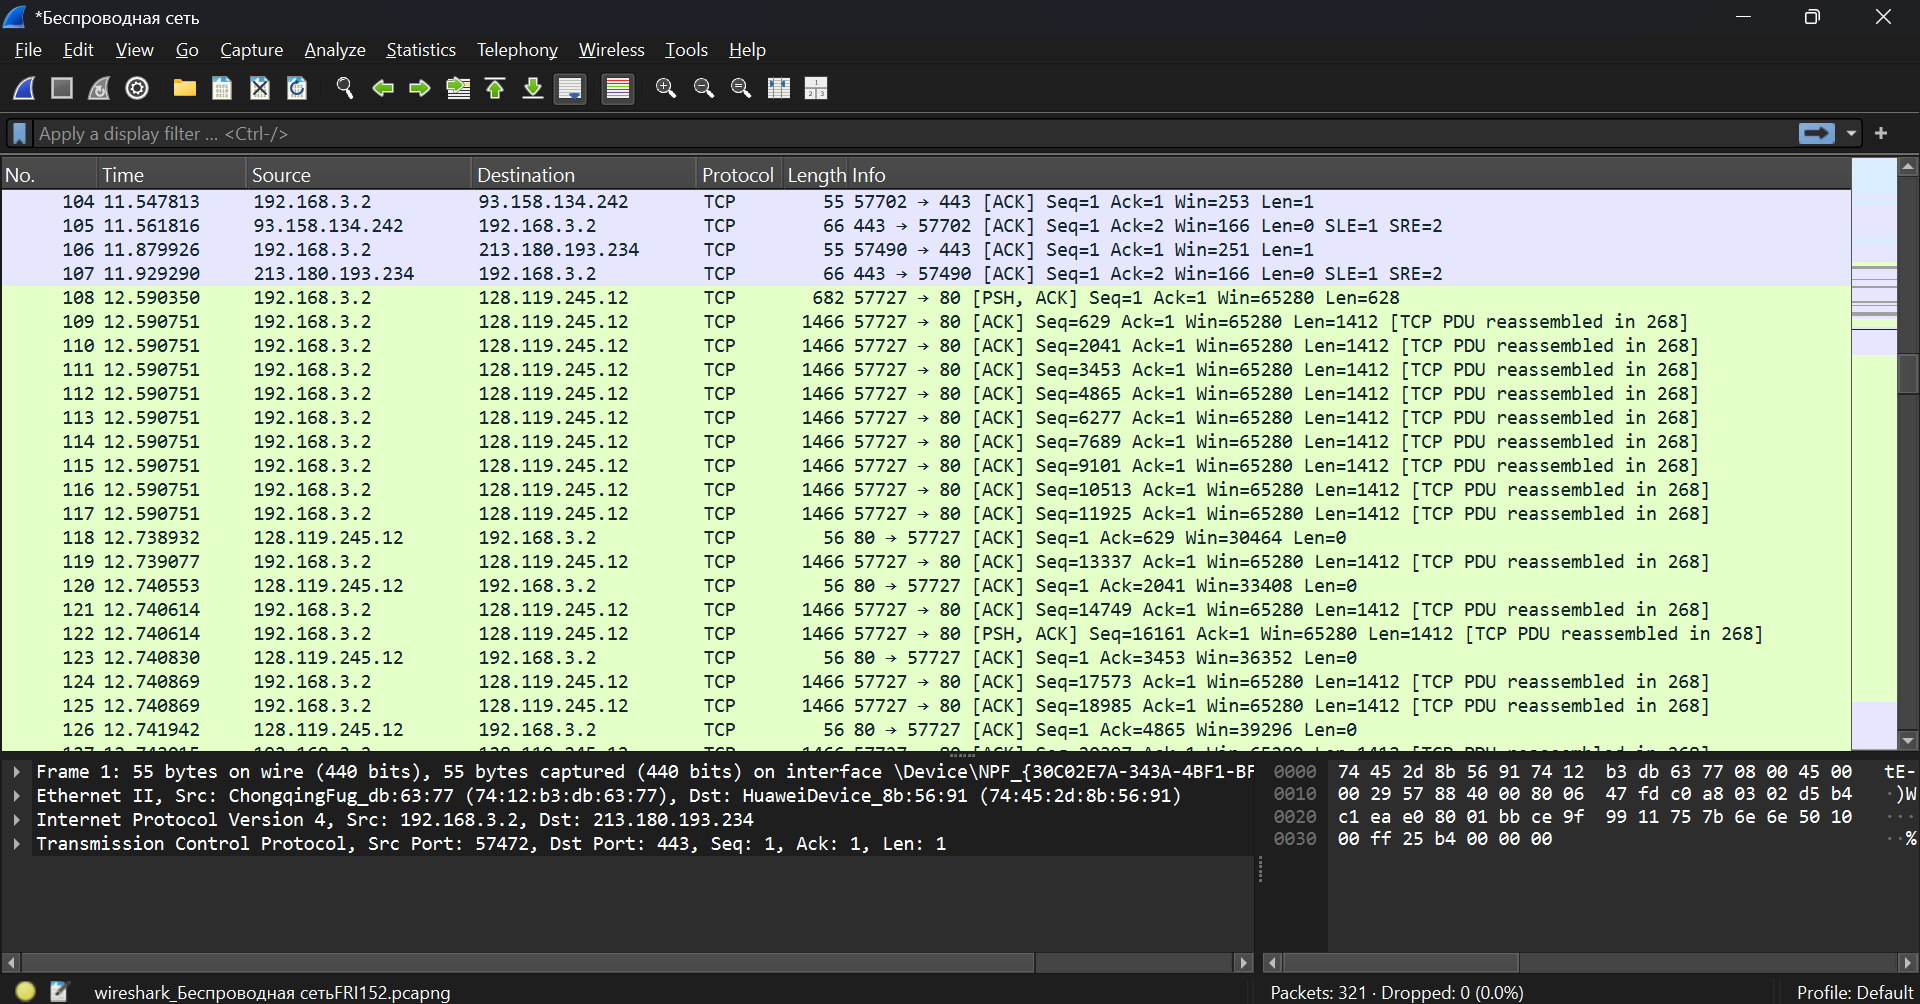 *Беспроводная сеть
File Edit View Go Capture Analyze Statistics Telephony Wireless Tools Help
Apply a display filter ... <Ctrl-/>
No. Time Source Destination Protocol Length Info
104 11.547813 192.168.3.2 93.158.134.242 TCP 55 57702 → 443 [ACK] Seq=1 Ack=1 Win=253 Len=1
105 11.561816 93.158.134.242 192.168.3.2 TCP 66 443 → 57702 [ACK] Seq=1 Ack=2 Win=166 Len=0 SLE=1 SRE=2
106 11.879926 192.168.3.2 213.180.193.234 TCP 55 57490 → 443 [ACK] Seq=1 Ack=1 Win=251 Len=1
107 11.929290 213.180.193.234 192.168.3.2 TCP 66 443 → 57490 [ACK] Seq=1 Ack=2 Win=166 Len=0 SLE=1 SRE=2
108 12.590350 192.168.3.2 128.119.245.12 TCP 682 57727 → 80 [PSH, ACK] Seq=1 Ack=1 Win=65280 Len=628
109 12.590751 192.168.3.2 128.119.245.12 TCP 1466 57727 → 80 [ACK] Seq=629 Ack=1 Win=65280 Len=1412 [TCP PDU reassembled in 268]
110 12.590751 192.168.3.2 128.119.245.12 TCP 1466 57727 → 80 [ACK] Seq=2041 Ack=1 Win=65280 Len=1412 [TCP PDU reassembled in 268]
111 12.590751 192.168.3.2 128.119.245.12 TCP 1466 57727 → 80 [ACK] Seq=3453 Ack=1 Win=65280 Len=1412 [TCP PDU reassembled in 268]
112 12.590751 192.168.3.2 128.119.245.12 TCP 1466 57727 → 80 [ACK] Seq=4865 Ack=1 Win=65280 Len=1412 [TCP PDU reassembled in 268]
113 12.590751 192.168.3.2 128.119.245.12 TCP 1466 57727 → 80 [ACK] Seq=6277 Ack=1 Win=65280 Len=1412 [TCP PDU reassembled in 268]
114 12.590751 192.168.3.2 128.119.245.12 TCP 1466 57727 → 80 [ACK] Seq=7689 Ack=1 Win=65280 Len=1412 [TCP PDU reassembled in 268]
115 12.590751 192.168.3.2 128.119.245.12 TCP 1466 57727 → 80 [ACK] Seq=9101 Ack=1 Win=65280 Len=1412 [TCP PDU reassembled in 268]
116 12.590751 192.168.3.2 128.119.245.12 TCP 1466 57727 → 80 [ACK] Seq=10513 Ack=1 Win=65280 Len=1412 [TCP PDU reassembled in 268]
117 12.590751 192.168.3.2 128.119.245.12 TCP 1466 57727 → 80 [ACK] Seq=11925 Ack=1 Win=65280 Len=1412 [TCP PDU reassembled in 268]
118 12.738932 128.119.245.12 192.168.3.2 TCP 56 80 → 57727 [ACK] Seq=1 Ack=629 Win=30464 Len=0
119 12.739077 192.168.3.2 128.119.245.12 TCP 1466 57727 → 80 [ACK] Seq=13337 Ack=1 Win=65280 Len=1412 [TCP PDU reassembled in 268]
120 12.740553 128.119.245.12 192.168.3.2 TCP 56 80 → 57727 [ACK] Seq=1 Ack=2041 Win=33408 Len=0
121 12.740614 192.168.3.2 128.119.245.12 TCP 1466 57727 → 80 [ACK] Seq=14749 Ack=1 Win=65280 Len=1412 [TCP PDU reassembled in 268]
122 12.740614 192.168.3.2 128.119.245.12 TCP 1466 57727 → 80 [PSH, ACK] Seq=16161 Ack=1 Win=65280 Len=1412 [TCP PDU reassembled in 268]
123 12.740830 128.119.245.12 192.168.3.2 TCP 56 80 → 57727 [ACK] Seq=1 Ack=3453 Win=36352 Len=0
124 12.740869 192.168.3.2 128.119.245.12 TCP 1466 57727 → 80 [ACK] Seq=17573 Ack=1 Win=65280 Len=1412 [TCP PDU reassembled in 268]
125 12.740869 192.168.3.2 128.119.245.12 TCP 1466 57727 → 80 [ACK] Seq=18985 Ack=1 Win=65280 Len=1412 [TCP PDU reassembled in 268]
126 12.741942 128.119.245.12 192.168.3.2 TCP 56 80 → 57727 [ACK] Seq=1 Ack=4865 Win=39296 Len=0
Frame 1: 55 bytes on wire (440 bits), 55 bytes captured (440 bits) on interface \Device\NPF_{30C02E7A-343A-4BF1-BF
Ethernet II, Src: ChongqingFug_db:63:77 (74:12:b3:db:63:77), Dst: HuaweiDevice_8b:56:91 (74:45:2d:8b:56:91)
Internet Protocol Version 4, Src: 192.168.3.2, Dst: 213.180.193.234
Transmission Control Protocol, Src Port: 57472, Dst Port: 443, Seq: 1, Ack: 1, Len: 1
0000 74 45 2d 8b 56 91 74 12 b3 db 63 77 08 00 45 00 tE-
0010 00 29 57 88 40 00 80 06 47 fd c0 a8 03 02 d5 b4 ·)W
0020 c1 ea e0 80 01 bb ce 9f 99 11 75 7b 6e 6e 50 10 ···
0030 00 ff 25 b4 00 00 00 ··%
wireshark_Беспроводная сетьFRI152.pcapng
Packets: 321 · Dropped: 0 (0.0%)
Profile: Default